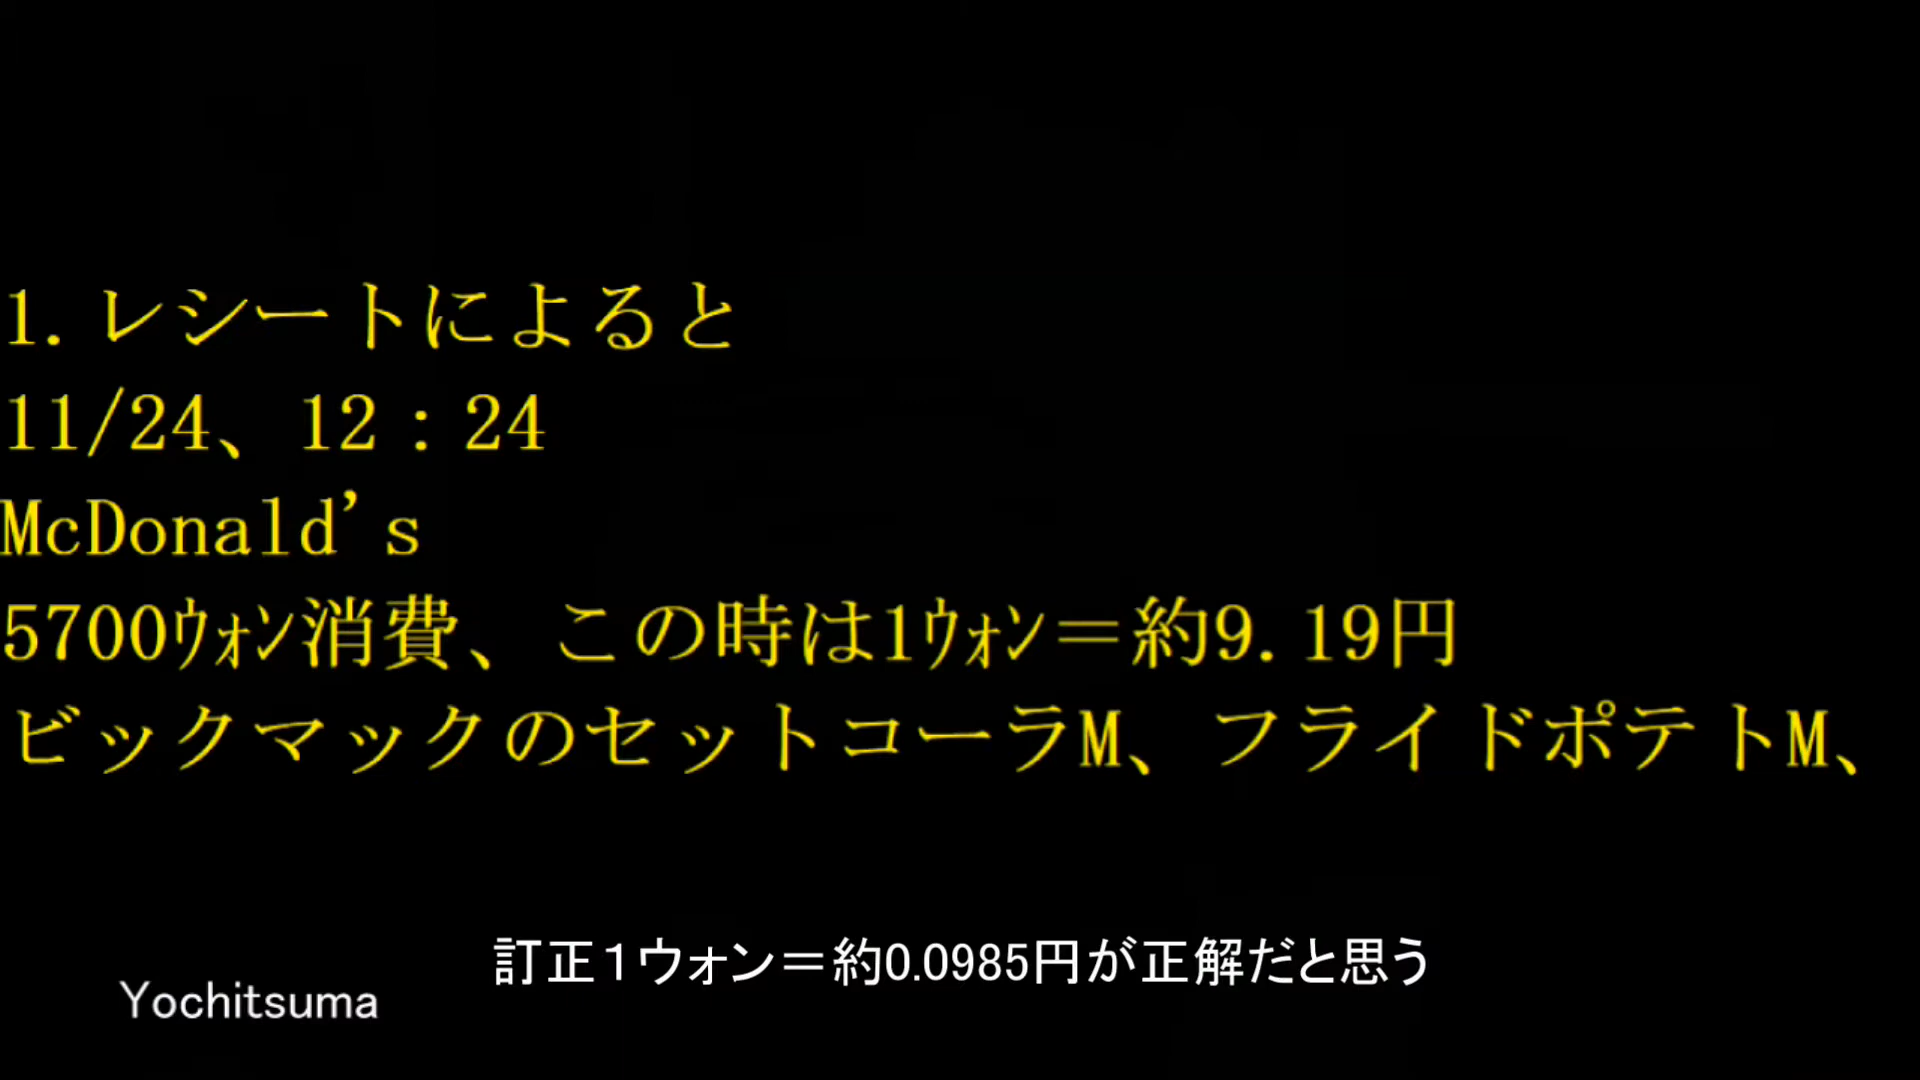 1.レシートによると
11/24、12：24
McDonald's
5700ｳｫﾝ消費、この時は1ｳｫﾝ＝約9.19円
ビックマックのセットコーラM、フライドポテトM、
訂正１ウォン＝約0.0985円が正解だと思う
Yochitsuma